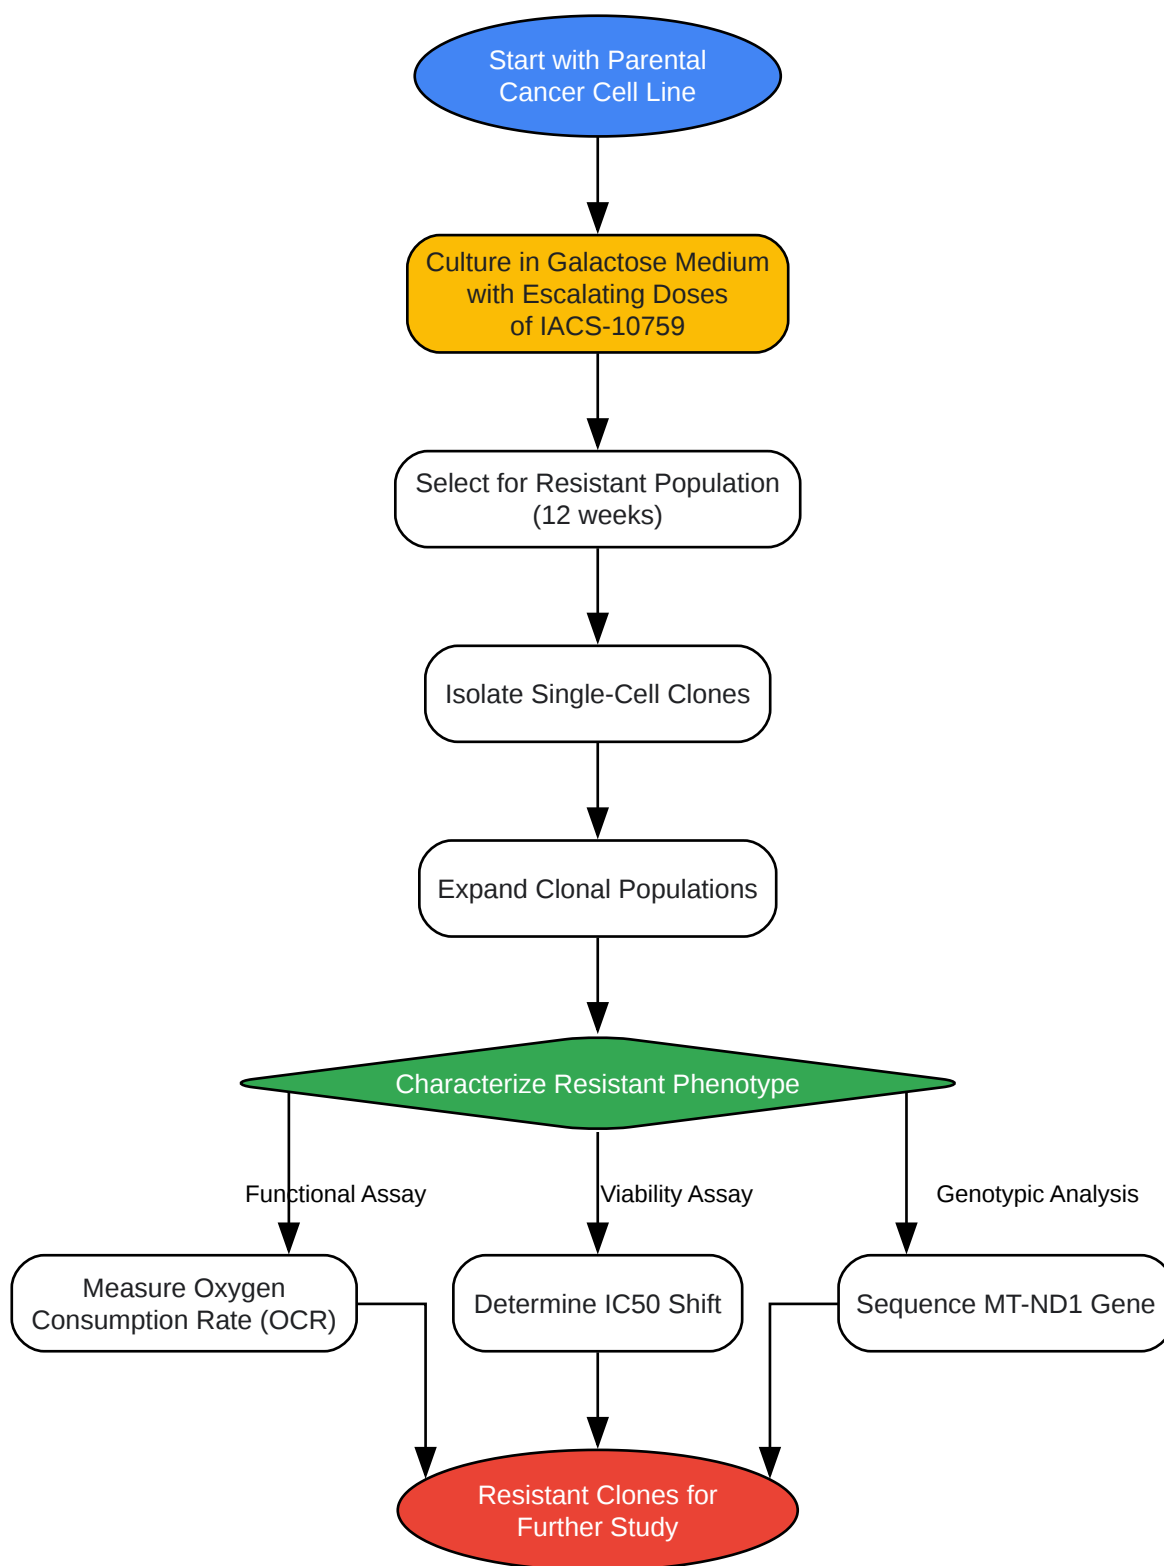 Start with Parental
Cancer Cell Line
Culture in Galactose Medium
with Escalating Doses
of IACS-10759
Select for Resistant Population
(12 weeks)
Isolate Single-Cell Clones
Expand Clonal Populations
Characterize Resistant Phenotype
Functional Assay
Viability Assay
Genotypic Analysis
Measure Oxygen
Consumption Rate (OCR)
Determine IC50 Shift
Sequence MT-ND1 Gene
Resistant Clones for
Further Study